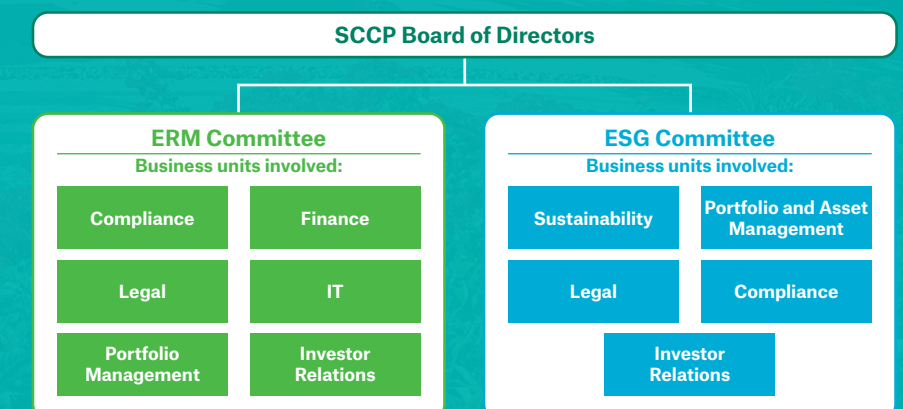 SCCP Board of Directors
ERM Committee
Business units involved:
Compliance
Finance
Legal
IT
Portfolio
Management
Investor
Relations
ESG Committee
Business units involved:
Sustainability
Portfolio and Asset
Management
Legal
Compliance
Investor
Relations